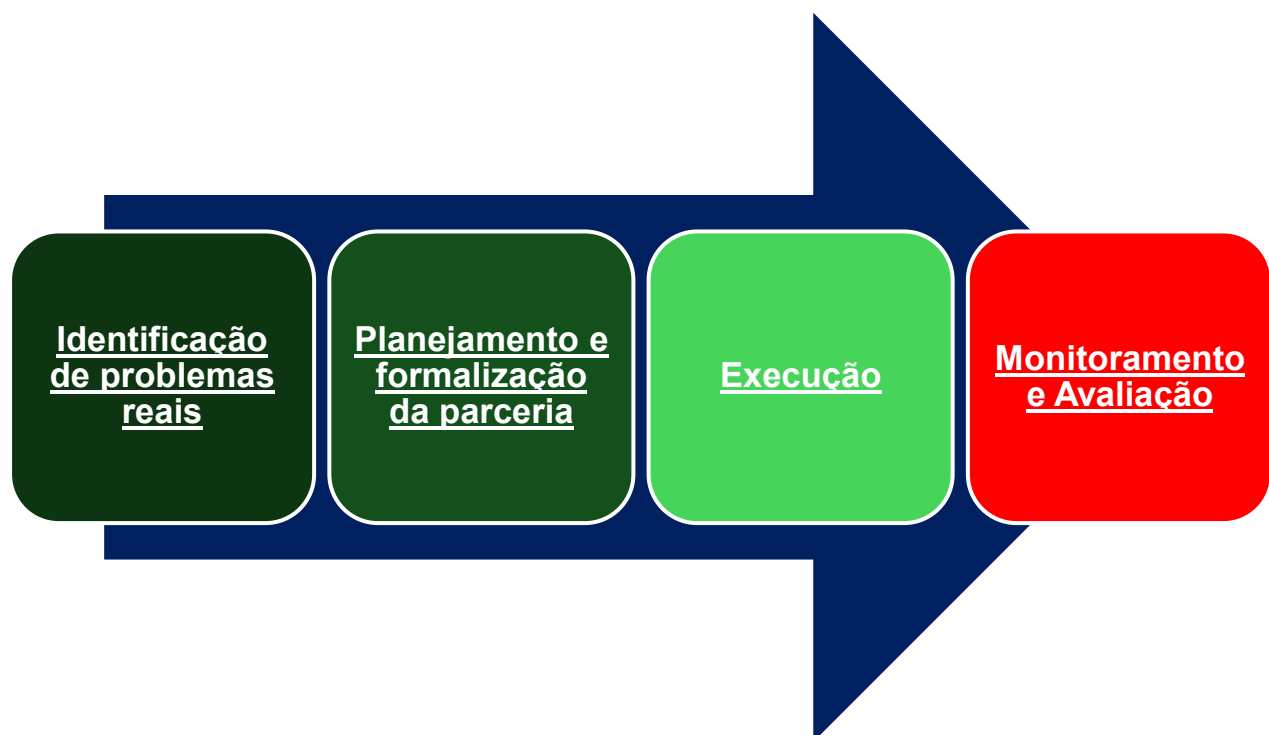 Identificação
de problemas
reais
Planejamento e
formalização
da parceria
Execução
Monitoramento
e Avaliação